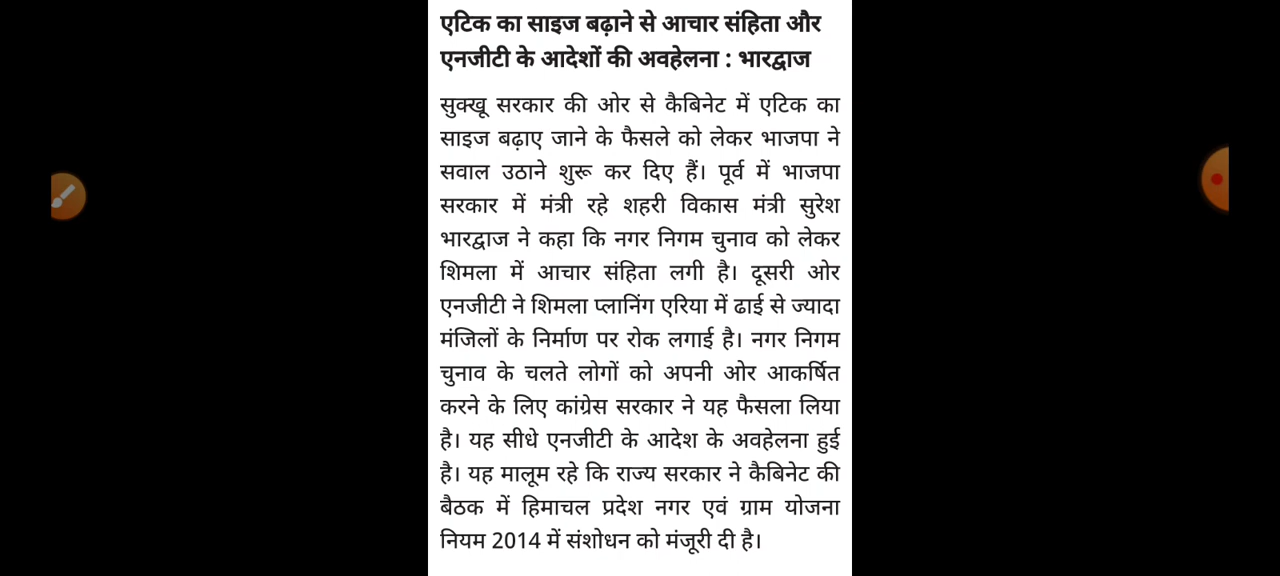 एटिक का साइज बढ़ाने से आचार संहिता और
एनजीटी के आदेशों की अवहेलना : भारद्वाज
सुक्खू सरकार की ओर से कैबिनेट में एटिक का
साइज बढ़ाए जाने के फैसले को लेकर भाजपा ने
सवाल उठाने शुरू कर दिए हैं। पूर्व में भाजपा
सरकार में मंत्री रहे शहरी विकास मंत्री सुरेश
भारद्वाज ने कहा कि नगर निगम चुनाव को लेकर
शिमला में आचार संहिता लगी है। दूसरी ओर
एनजीटी ने शिमला प्लानिंग एरिया में ढाई से ज्यादा
मंजिलों के निर्माण पर रोक लगाई है। नगर निगम
चुनाव के चलते लोगों को अपनी ओर आकर्षित
करने के लिए कांग्रेस सरकार ने यह फैसला लिया
है। यह सीधे एनजीटी के आदेश के अवहेलना हुई
है। यह मालूम रहे कि राज्य सरकार ने कैबिनेट की
बैठक में हिमाचल प्रदेश नगर एवं ग्राम योजना
नियम 2014 में संशोधन को मंजूरी दी है।